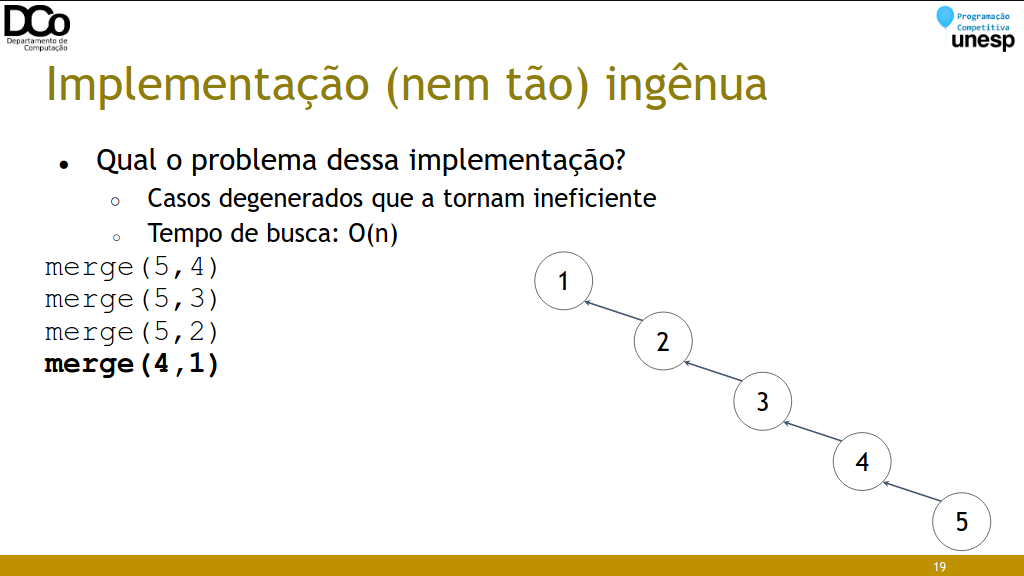 DCo
Departamento de
Computação
Programação
Competitiva
unesp
Implementação (nem tão) ingênua
● Qual o problema dessa implementação?
○ Casos degenerados que a tornam ineficiente
○ Tempo de busca: O(n)
merge(5,4)
merge(5,3)
merge(5,2)
merge(4,1)
1
2
3
4
5
19